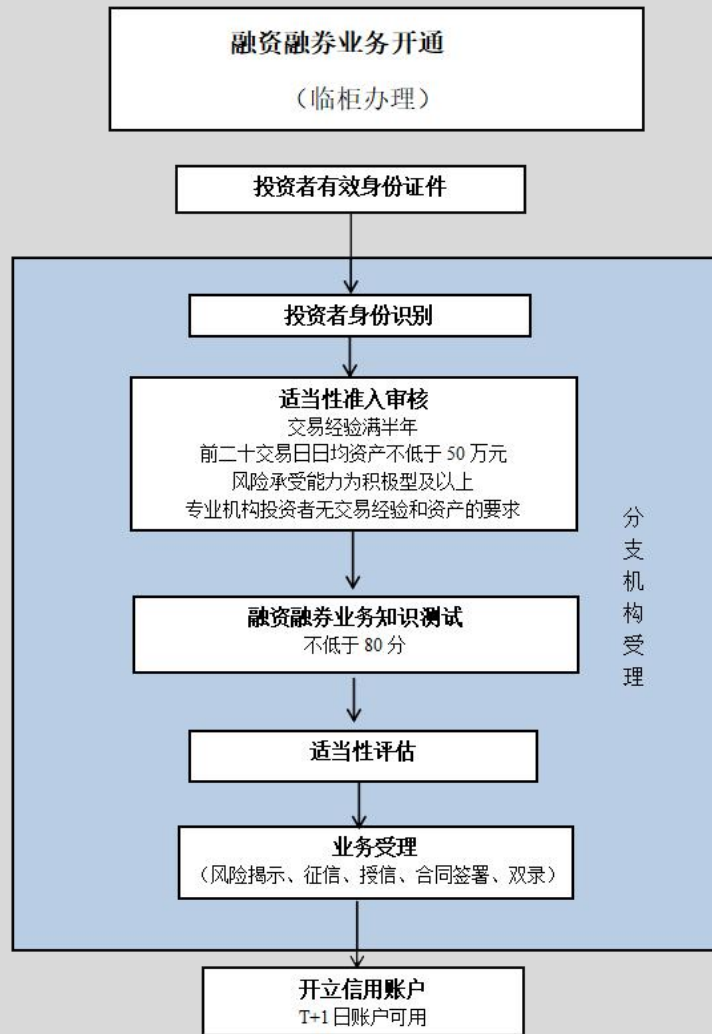 融资融券业务开通
（临柜办理）
投资者有效身份证件
投资者身份识别
适当性准入审核
交易经验满半年
前二十交易日日均资产不低于 50 万元
风险承受能力为积极型及以上
专业机构投资者无交易经验和资产的要求
融资融券业务知识测试
不低于 80 分
适当性评估
业务受理
（风险揭示、征信、授信、合同签署、双录）
分支机构受理
开立信用账户
T+1 日账户可用